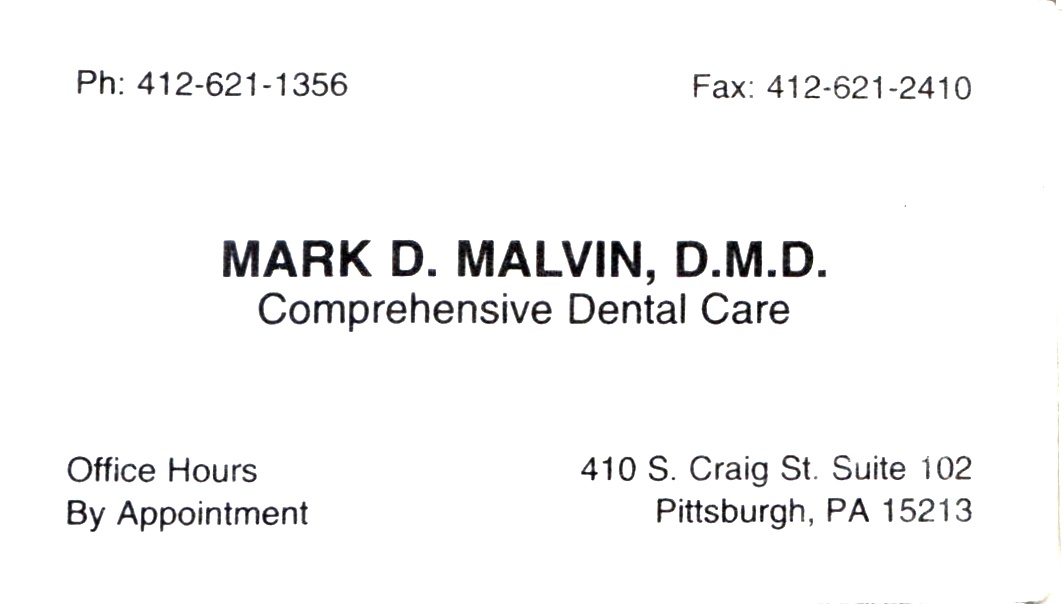 Ph: 412-621-1356
Fax: 412-621-2410
MARK D. MALVIN, D.M.D.
Comprehensive Dental Care
Office Hours
By Appointment
410 S. Craig St. Suite 102
Pittsburgh, PA 15213